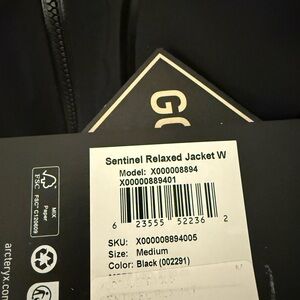 GO
Sentinel Relaxed Jacket W
Model: X000008894
X00000889401
6 23555 52236 2
SKU: X000008894005
Size: Medium
Color: Black (002291)
FSC
MIX
Paper
FSC® C120609
arcteryx.com